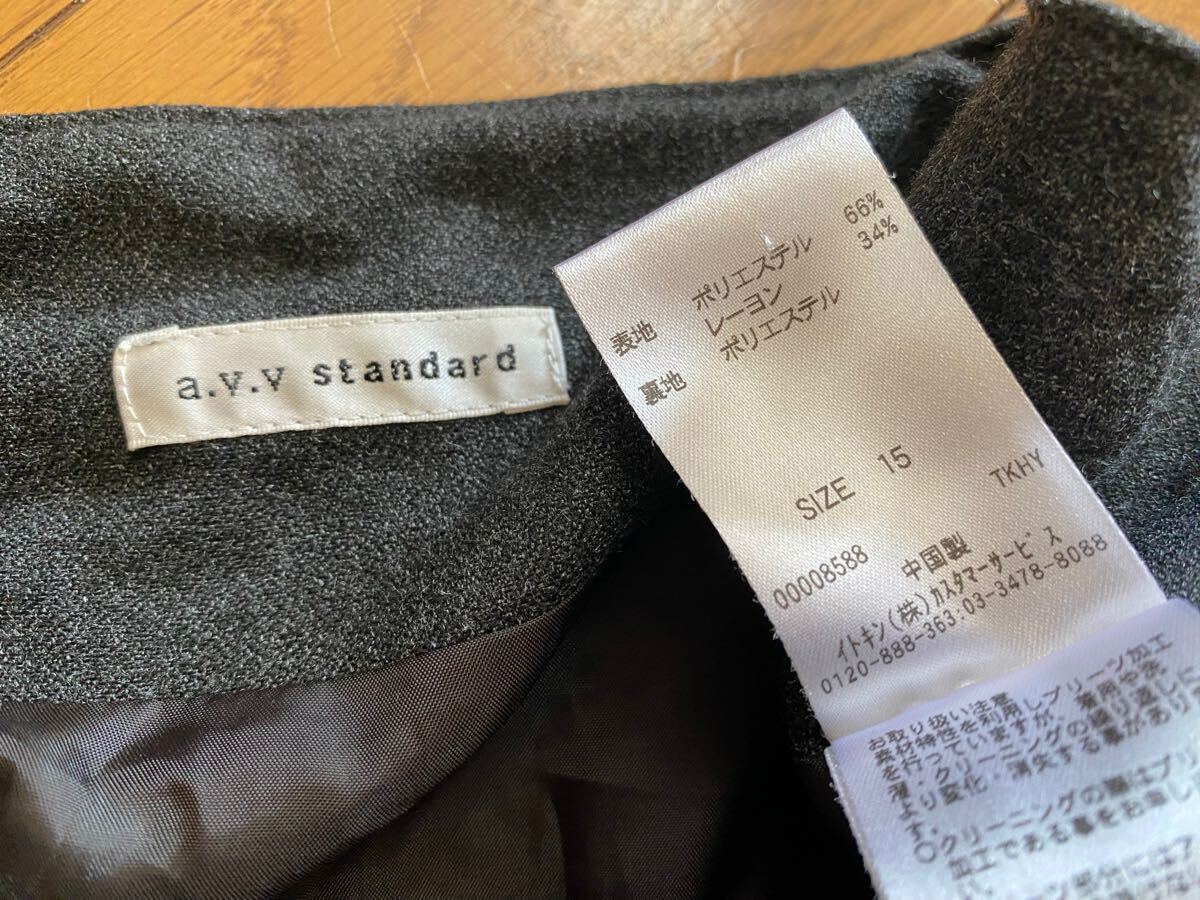 a.v.v standard
表地 ポリエステル 66%
レーヨン 34%
裏地 ポリエステル
SIZE 15
TKHY
00008588 中国製
イトキン(株)カスタマーサービス
0120-888-363:03-3478-8088
お取り扱い注意
素材特性を利用しプリーツ加工
を行っていますが、着用や洗
濯・クリーニングの繰り返しに
より変化・消失する事があり
ます。
○クリーニングの際はプリ
加工である事を